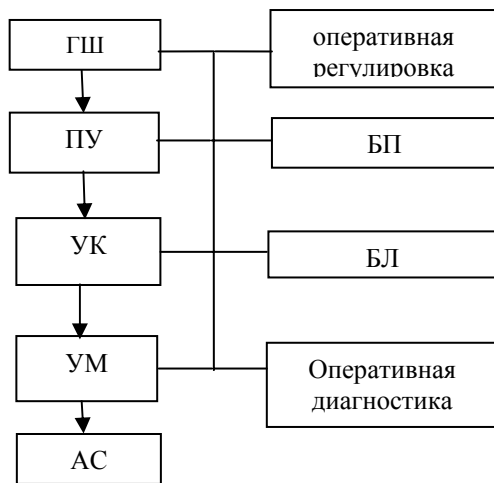 ГШ
оперативная
регулировка
ПУ
БП
УК
БЛ
УМ
Оперативная
диагностика
АС